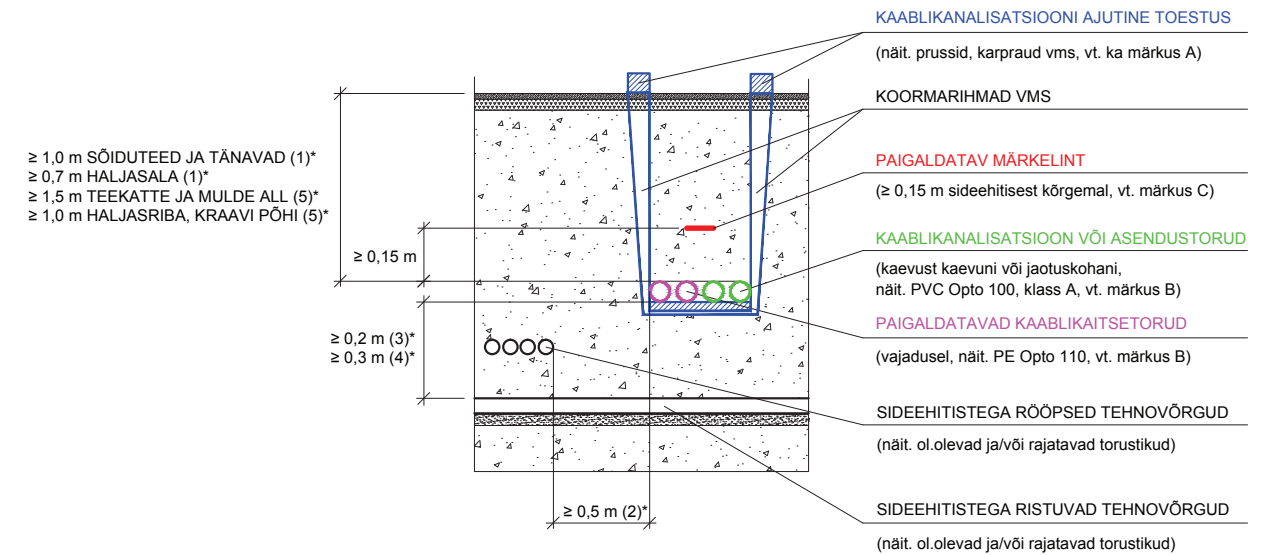 KAABLIKANALISATSIOONI AJUTINE TOESTUS
(näit. prussid, karpraud vms, vt. ka märkus A)
KOORMARIHMAD VMS
≥ 1,0 m SÕIDUTEED JA TÄNAVAD (1)*
≥ 0,7 m HALJASALA (1)*
≥ 1,5 m TEEKATTE JA MULDE ALL (5)*
≥ 1,0 m HALJASRIBA, KRAAVI PÕHI (5)*
PAIGALDATAV MÄRKELINT
(≥ 0,15 m sideehitisest kõrgemal, vt. märkus C)
≥ 0,15 m
KAABLIKANALISATSIOON VÕI ASENDUSTORUD
(kaevust kaevuni või jaotuskohani,
näit. PVC Opto 100, klass A, vt. märkus B)
PAIGALDATAVAD KAABLIKAITSETORUD
(vajadusel, näit. PE Opto 110, vt. märkus B)
≥ 0,2 m (3)*
≥ 0,3 m (4)*
SIDEEHITISTEGA RÖÖPSED TEHNOVÕRGUD
(näit. ol.olevad ja/või rajatavad torustikud)
≥ 0,5 m (2)*
SIDEEHITISTEGA RISTUVAD TEHNOVÕRGUD
(näit. ol.olevad ja/või rajatavad torustikud)